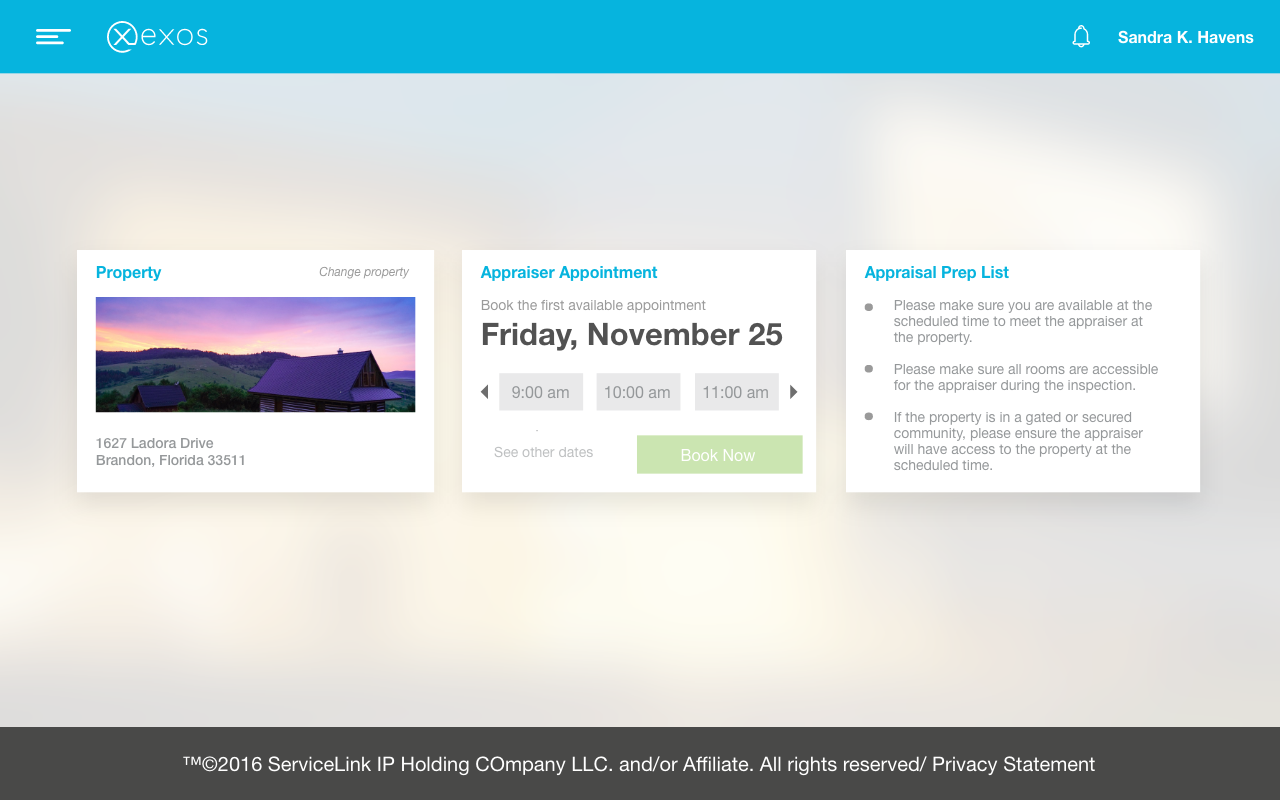 exos
Sandra K. Havens
Property
Change property
1627 Ladora Drive
Brandon, Florida 33511
Appraiser Appointment
Book the first available appointment
Friday, November 25
9:00 am
10:00 am
11:00 am
See other dates
Book Now
Appraisal Prep List
Please make sure you are available at the
scheduled time to meet the appraiser at
the property.
Please make sure all rooms are accessible
for the appraiser during the inspection.
If the property is in a gated or secured
community, please ensure the appraiser
will have access to the property at the
scheduled time.
™©2016 ServiceLink IP Holding COmpany LLC. and/or Affiliate. All rights reserved/ Privacy Statement